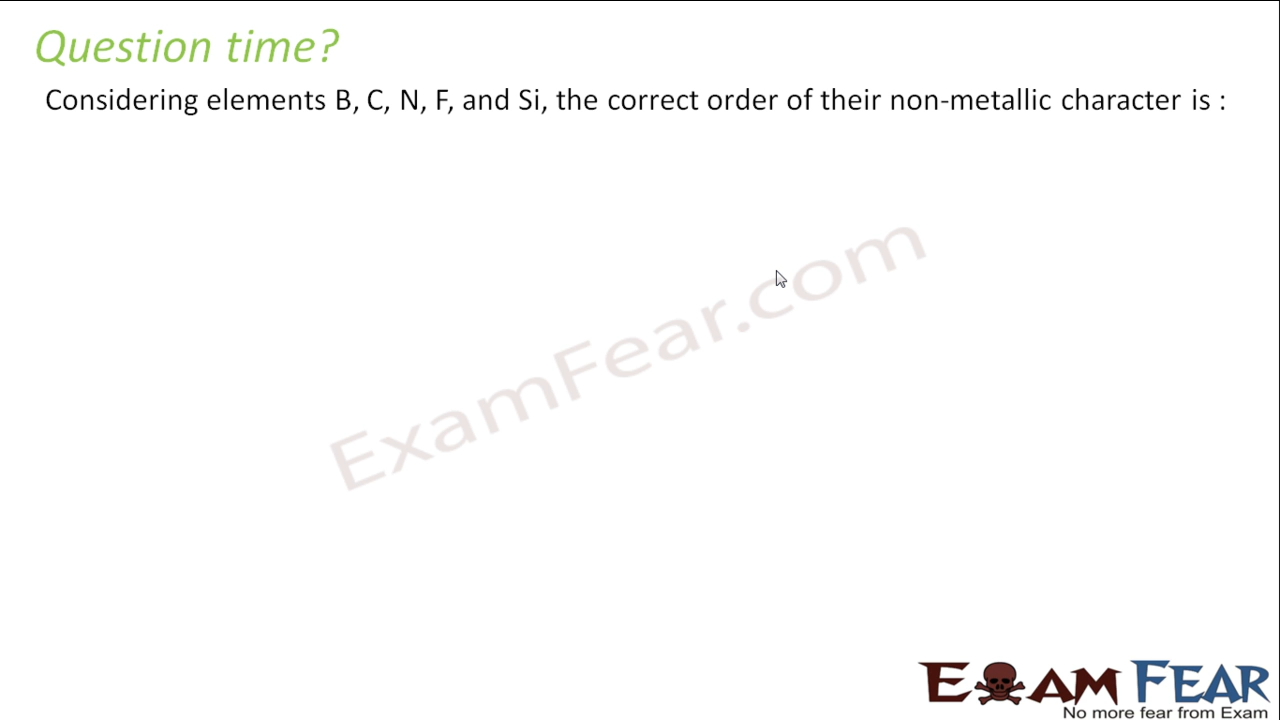 Question time?
Considering elements B, C, N, F, and Si, the correct order of their non-metallic character is :
ExamFear.com
EXAM FEAR
No more fear from Exam